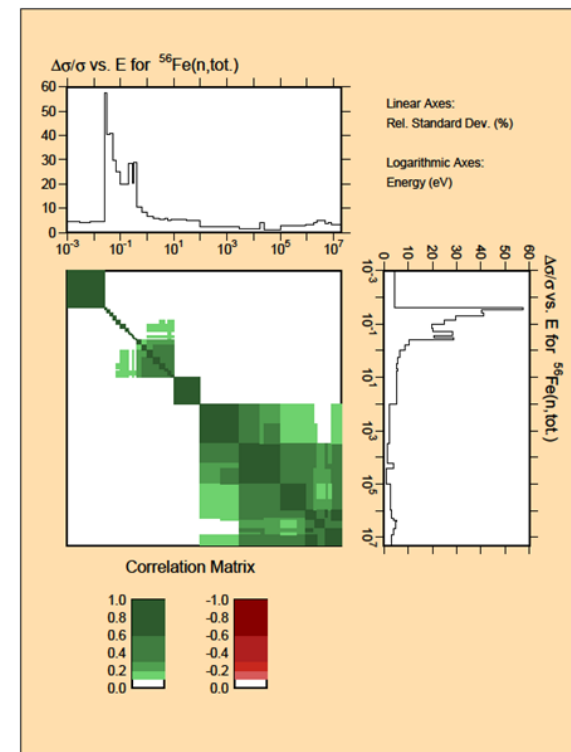 Δσ/σ vs. E for ⁵⁶Fe(n,tot.)
60
50
40
30
20
10
0
10⁻³ 10⁻¹ 10¹ 10³ 10⁵ 10⁷
Linear Axes:
Rel. Standard Dev. (%)
Logarithmic Axes:
Energy (eV)
0 10 20 30 40 50 60
Δσ/σ vs. E for ⁵⁶Fe(n,tot.)
10⁻³
10⁻¹
10¹
10³
10⁵
10⁷
Correlation Matrix
1.0
0.8
0.6
0.4
0.2
0.0
-1.0
-0.8
-0.6
-0.4
-0.2
0.0